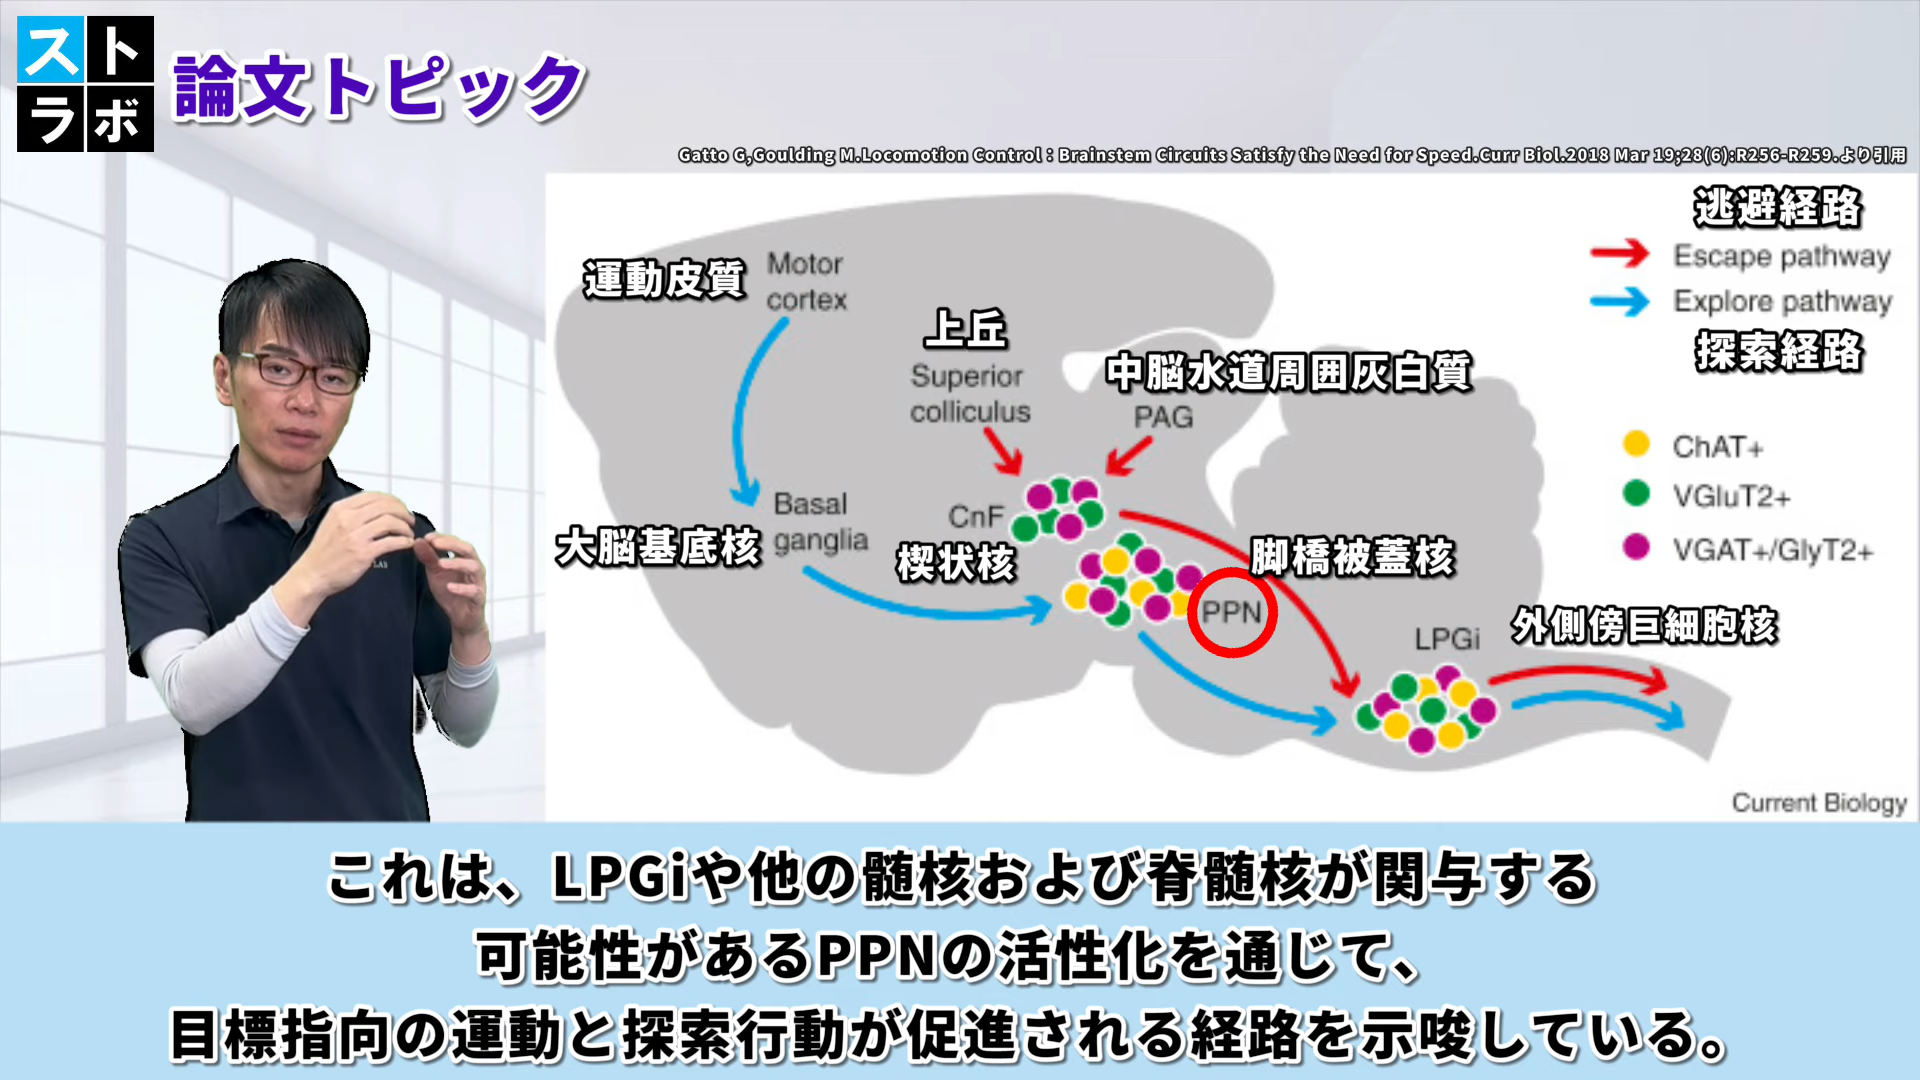 スト
ラボ
論文トピック
Gatto G,Goulding M.Locomotion Control：Brainstem Circuits Satisfy the Need for Speed.Curr Biol.2018 Mar 19;28(6):R256-R259.より引用
逃避経路
Escape pathway
Explore pathway
探索経路
運動皮質
Motor
cortex
上丘
Superior
colliculus
中脳水道周囲灰白質
PAG
ChAT+
VGluT2+
VGAT+/GlyT2+
Basal
ganglia
大脳基底核
CnF
楔状核
脚橋被蓋核
PPN
LPGi
外側傍巨細胞核
Current Biology
これは、LPGiや他の髄核および脊髄核が関与する
可能性があるPPNの活性化を通じて、
目標指向の運動と探索行動が促進される経路を示唆している。